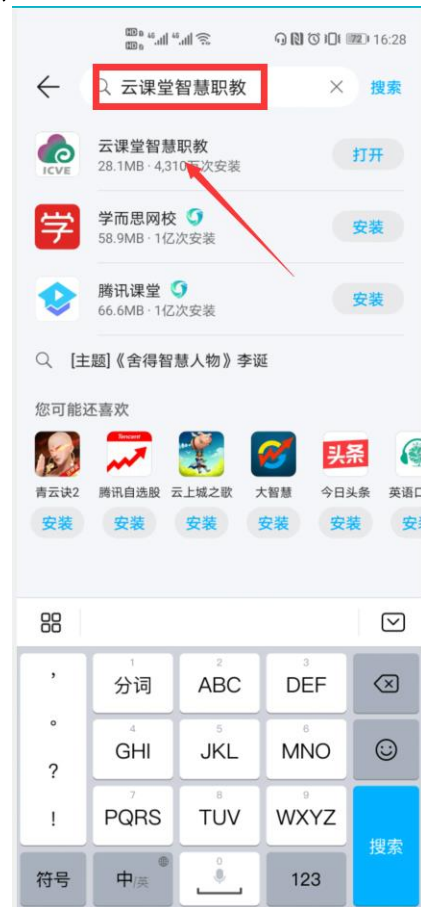 4G 4G 72 16:28
云课堂智慧职教 × 搜索
ICVE
云课堂智慧职教
28.1MB · 4,310万次安装
打开
学
学而思网校
58.9MB · 1亿次安装
安装
腾讯课堂
66.6MB · 1亿次安装
安装
[主题]《舍得智慧人物》李诞
您可能还喜欢
Tencent
头条
青云诀2 腾讯自选股 云上城之歌 大智慧 今日头条 英语口
安装 安装 安装 安装 安装 安
, 1 分词 2 ABC 3 DEF
。 4 GHI 5 JKL 6 MNO
?
! 7 PQRS 8 TUV 9 WXYZ
搜索
符号 中/英 0 123